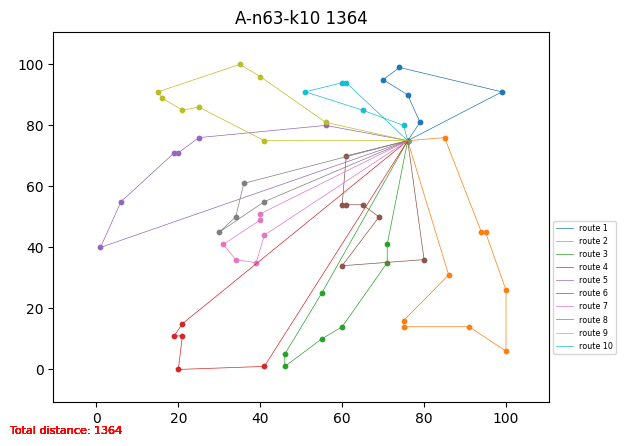 A-n63-k10 1364
100
80
60
40
20
0
0 20 40 60 80 100
route 1
route 2
route 3
route 4
route 5
route 6
route 7
route 8
route 9
route 10
Total distance: 1364